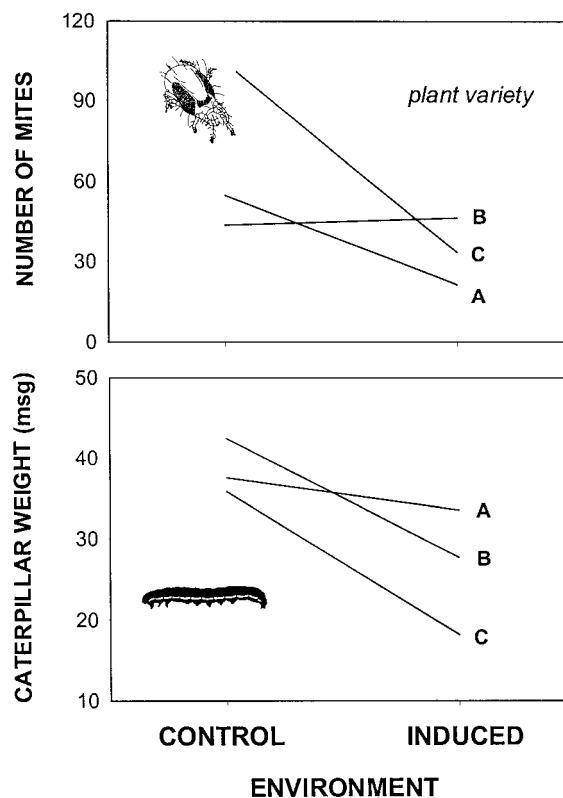 NUMBER OF MITES
120
90
60
30
0
plant variety
B
C
A
CATERPILLAR WEIGHT (msg)
50
40
30
20
10
A
B
C
CONTROL INDUCED
ENVIRONMENT